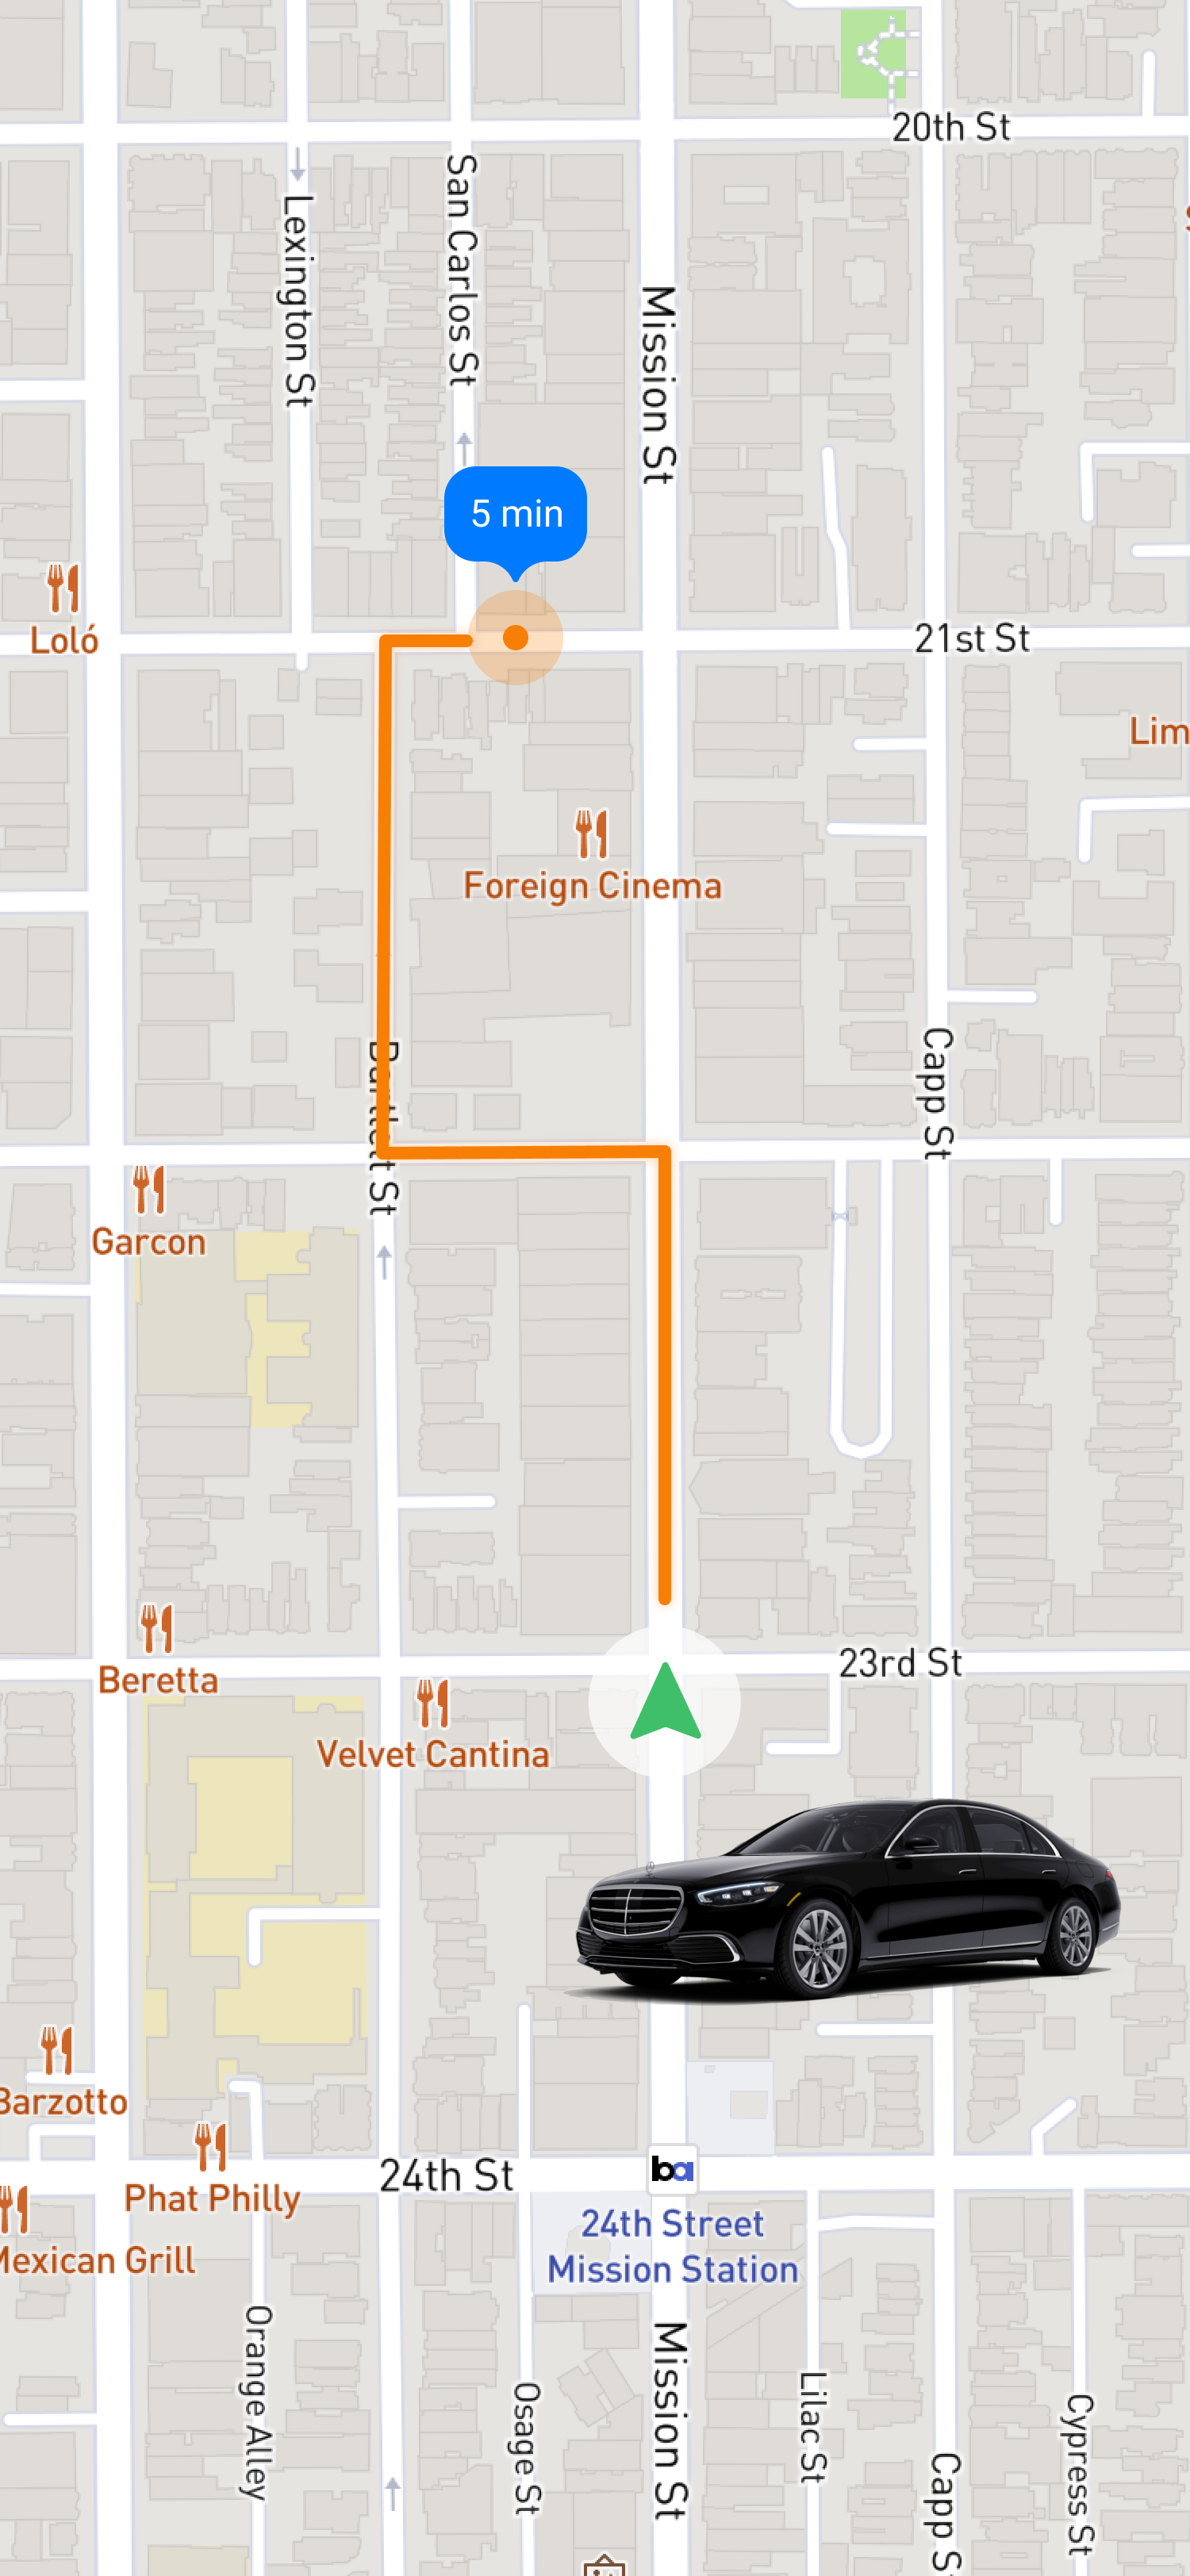 20th St
Lexington St
San Carlos St
Mission St
5 min
Loló
21st St
Lim
Foreign Cinema
Bartlett St
Capp St
Garcon
23rd St
Beretta
Velvet Cantina
Barzotto
24th St
ba
Phat Philly
24th Street
Mission Station
Mexican Grill
Orange Alley
Osage St
Mission St
Lilac St
Capp S
Cypress St